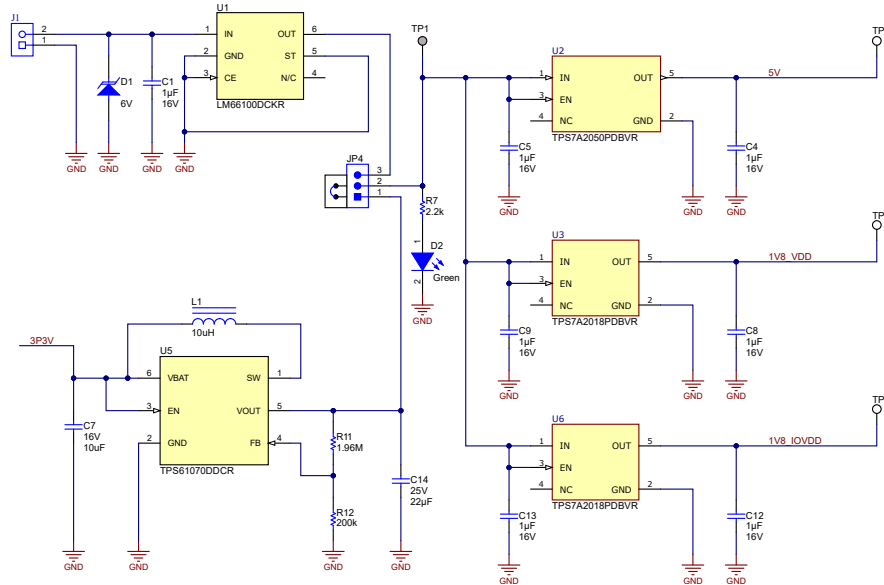 J1
2
1
D1
6V
C1
1µF
16V
GND
GND
GND
GND
U1
1
IN
OUT
6
2
GND
ST
5
3
CE
N/C
4
LM66100DCKR
JP4
3
2
1
TP1
R7
2.2k
1
D2
2
Green
GND
U2
1
IN
OUT
5
3
EN
4
NC
GND
2
TPS7A2050PDBVR
C5
1µF
16V
GND
GND
5V
C4
1µF
16V
GND
TP
U3
1
IN
OUT
5
3
EN
4
NC
GND
2
TPS7A2018PDBVR
C9
1µF
16V
GND
GND
1V8_VDD
C8
1µF
16V
GND
TP
U6
1
IN
OUT
5
3
EN
4
NC
GND
2
TPS7A2018PDBVR
C13
1µF
16V
GND
GND
1V8_IOVDD
C12
1µF
16V
GND
TP
3P3V
L1
10uH
U5
6
VBAT
SW
1
3
EN
VOUT
5
2
GND
FB
4
TPS61070DDCR
C7
16V
10uF
GND
GND
R11
1.96M
R12
200k
GND
C14
25V
22µF
GND